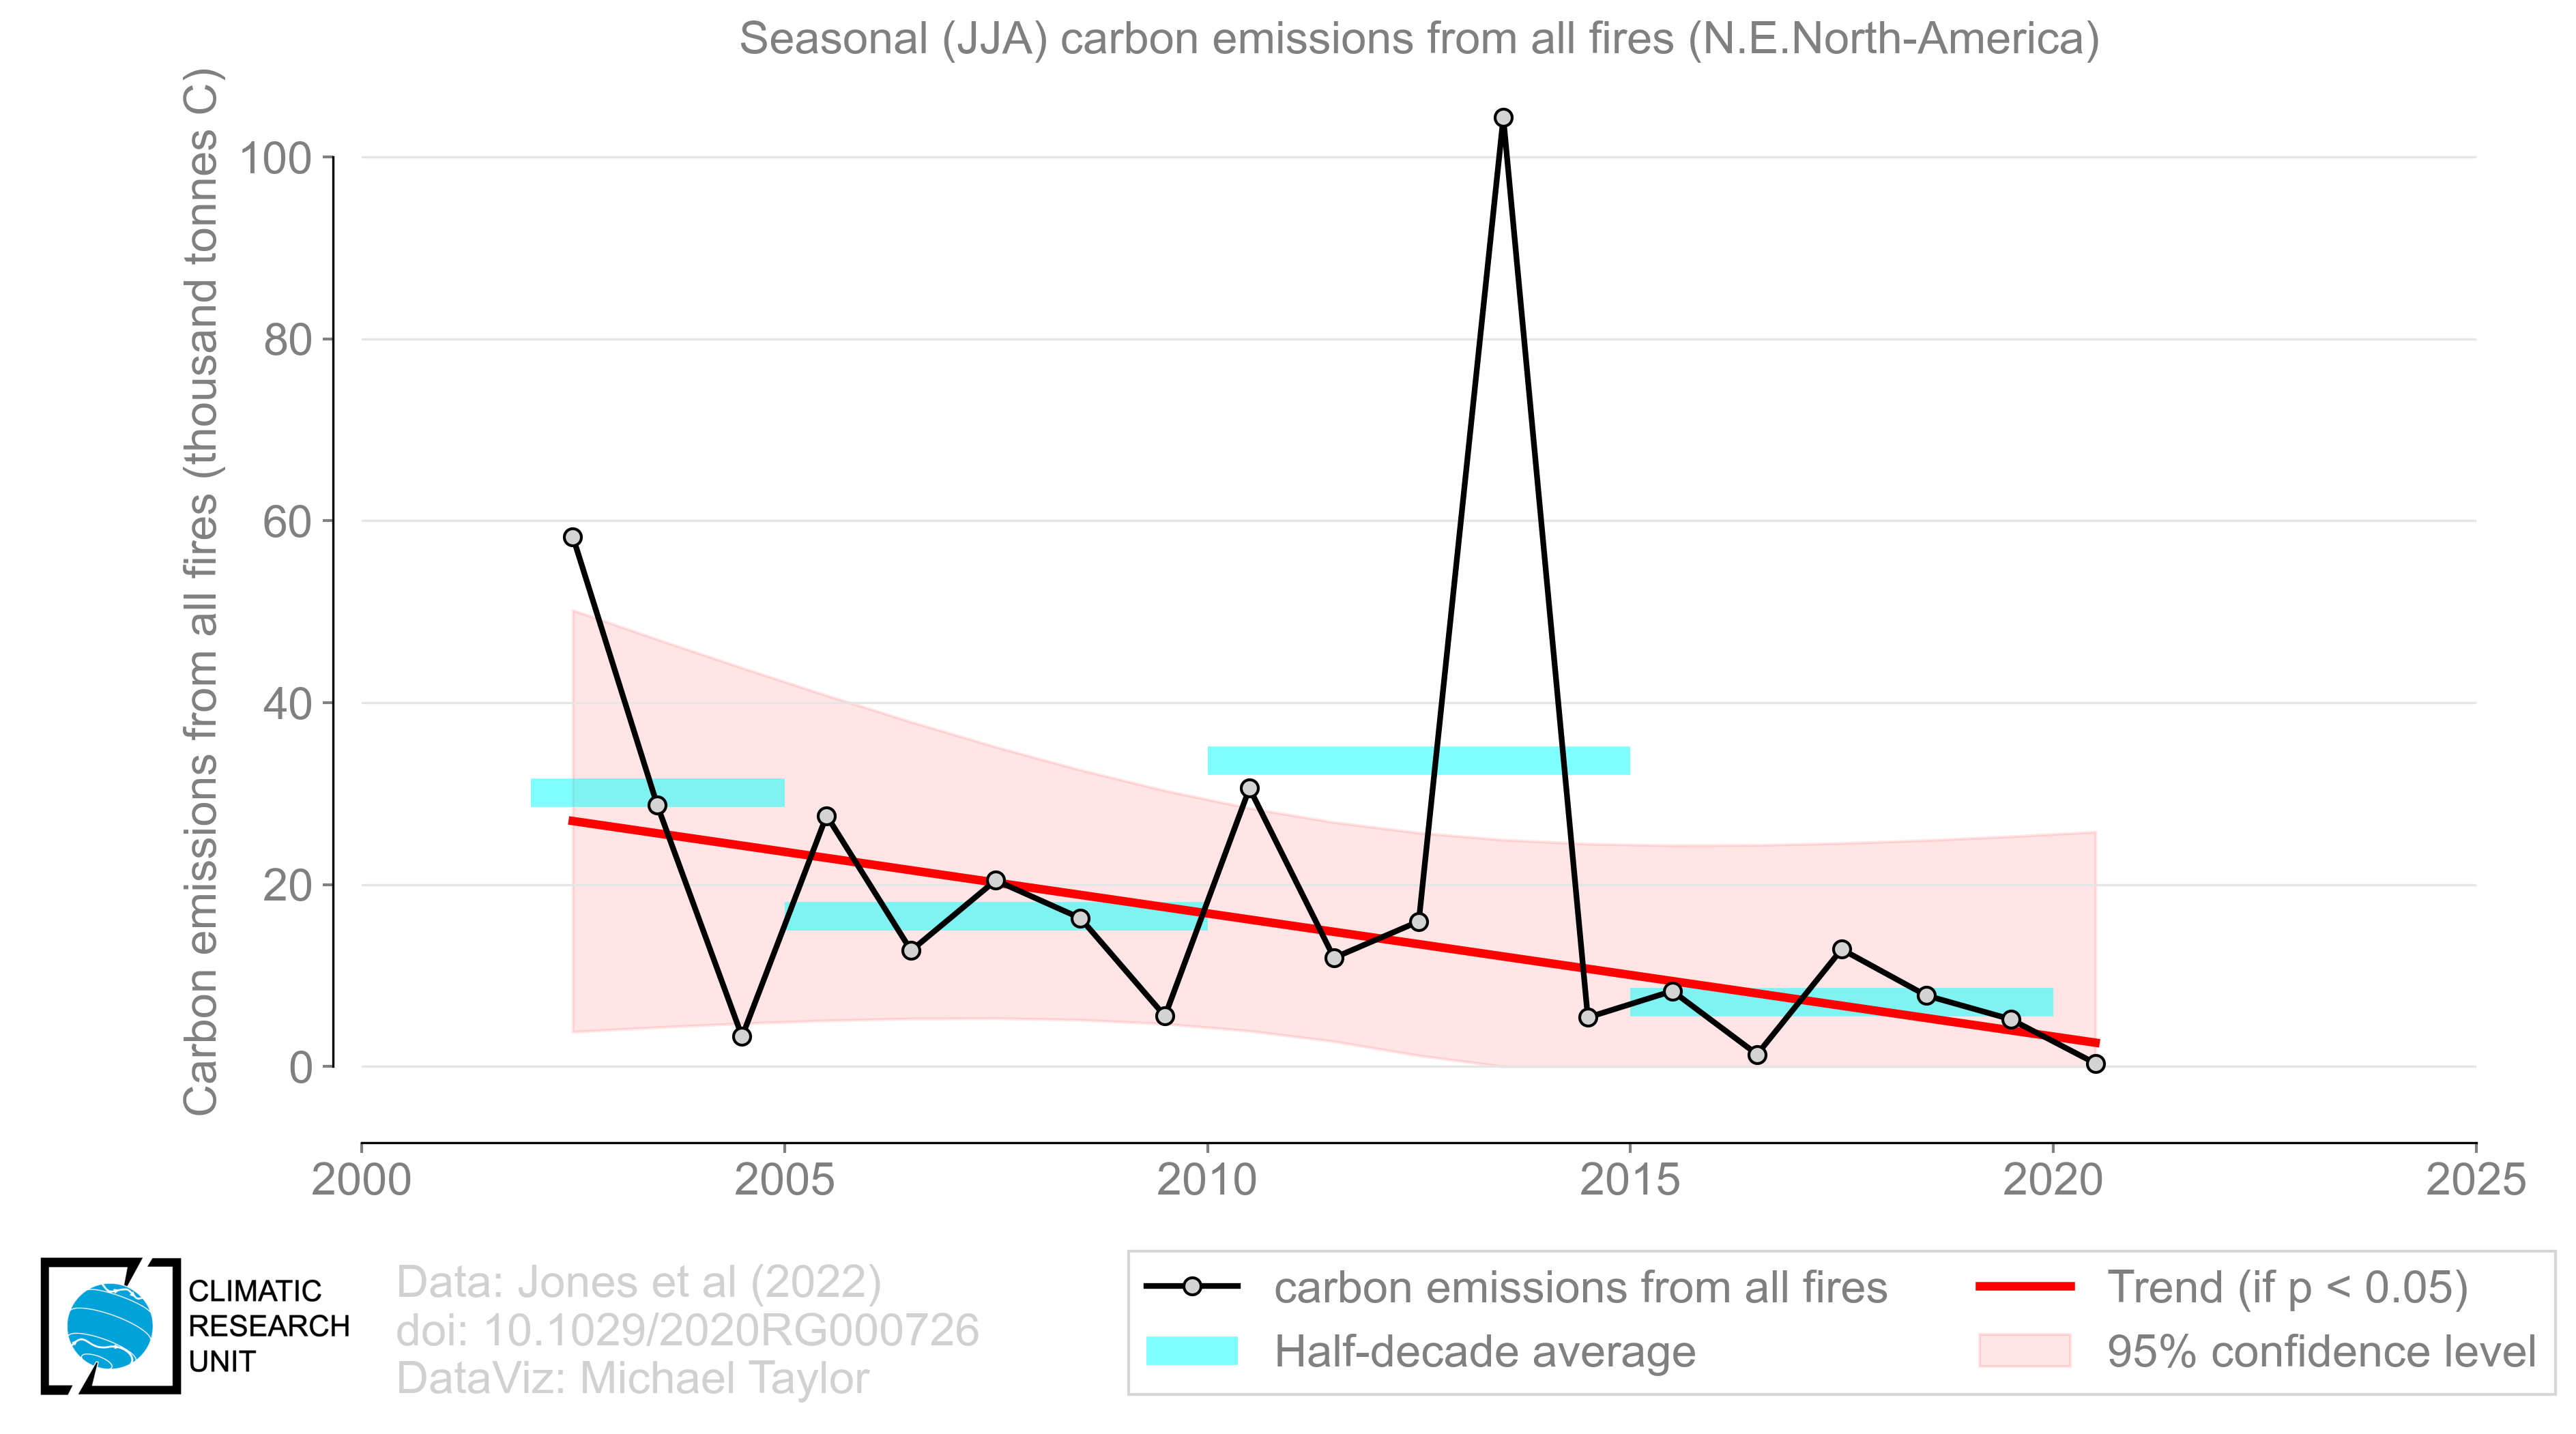 Seasonal (JJA) carbon emissions from all fires (N.E.North-America)
Carbon emissions from all fires (thousand tonnes C)
100
80
60
40
20
0
2000 2005 2010 2015 2020 2025
CLIMATIC
RESEARCH
UNIT
Data: Jones et al (2022)
doi: 10.1029/2020RG000726
DataViz: Michael Taylor
carbon emissions from all fires
Half-decade average
Trend (if p < 0.05)
95% confidence level